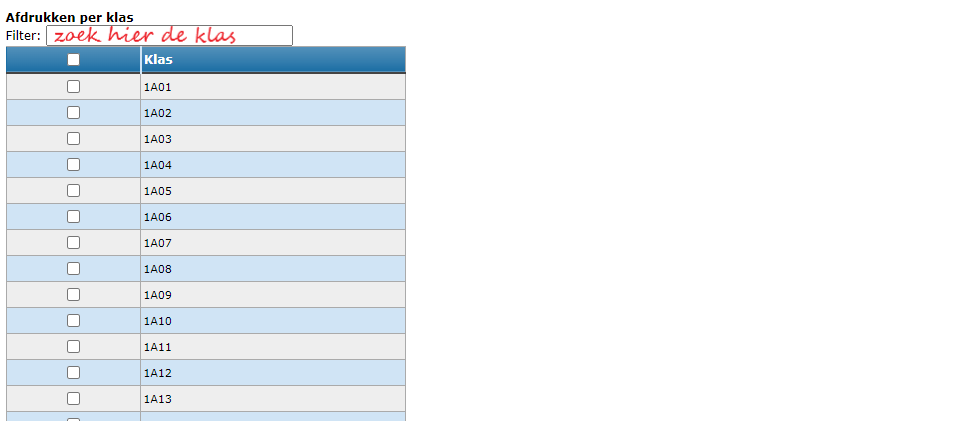 Afdrukken per klas
Filter: zoek hier de klas
Klas
1A01
1A02
1A03
1A04
1A05
1A06
1A07
1A08
1A09
1A10
1A11
1A12
1A13